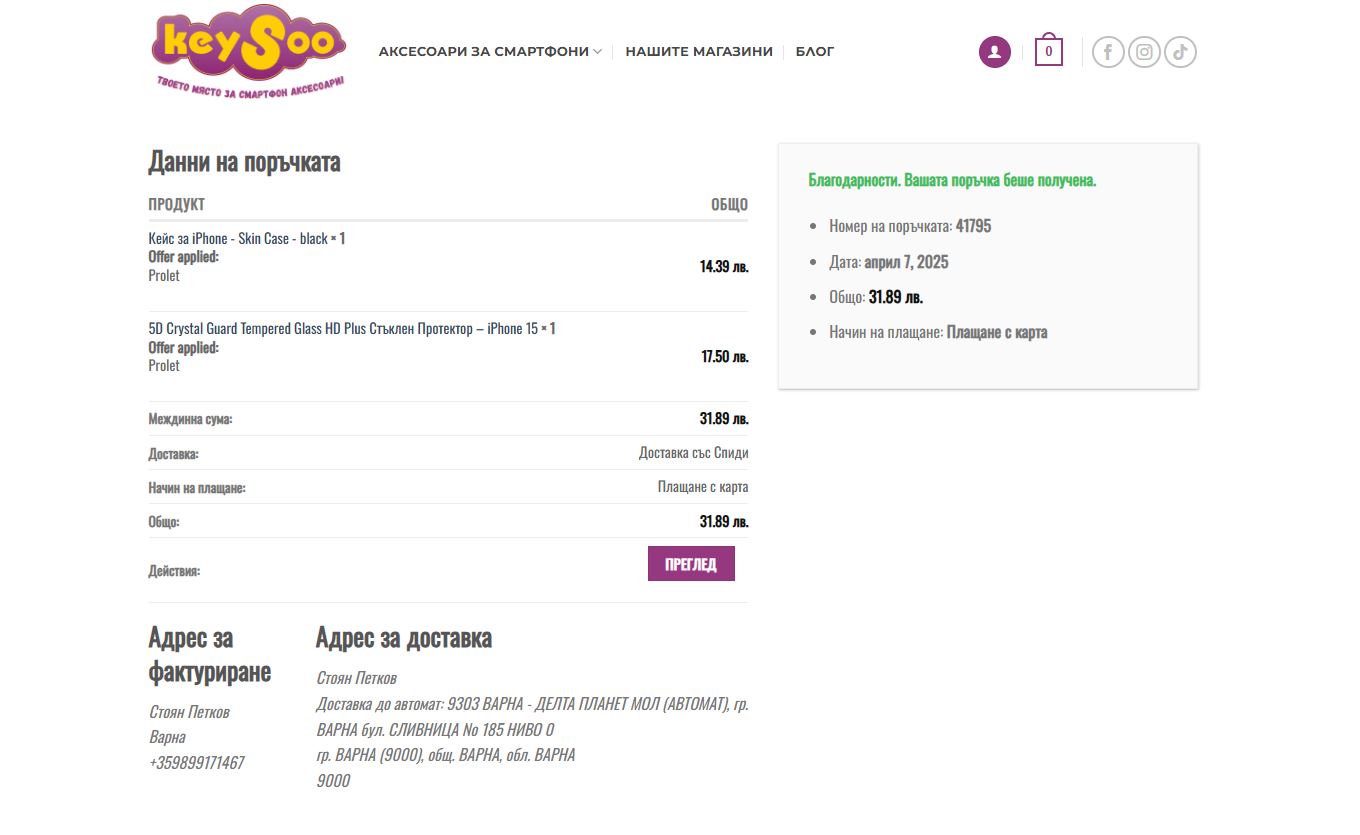 keySoo
ТВОЕТО МЯСТО ЗА СМАРТФОН АКСЕСОАРИ!
АКСЕСОАРИ ЗА СМАРТФОНИ
НАШИТЕ МАГАЗИНИ
БЛОГ
0
Данни на поръчката
ПРОДУКТ ОБЩО
Кейс за iPhone - Skin Case - black × 1 14.39 лв.
Offer applied:
Prolet
5D Crystal Guard Tempered Glass HD Plus Стъклен Протектор – iPhone 15 × 1 17.50 лв.
Offer applied:
Prolet
Междинна сума: 31.89 лв.
Доставка: Доставка със Спиди
Начин на плащане: Плащане с карта
Общо: 31.89 лв.
Действия: ПРЕГЛЕД
Адрес за
фактуриране
Стоян Петков
Варна
+359899171467
Адрес за доставка
Стоян Петков
Доставка до автомат: 9303 ВАРНА - ДЕЛТА ПЛАНЕТ МОЛ (АВТОМАТ), гр.
ВАРНА бул. СЛИВНИЦА No 185 НИВО 0
гр. ВАРНА (9000), общ. ВАРНА, обл. ВАРНА
9000
Благодарности. Вашата поръчка беше получена.
Номер на поръчката: 41795
Дата: април 7, 2025
Общо: 31.89 лв.
Начин на плащане: Плащане с карта